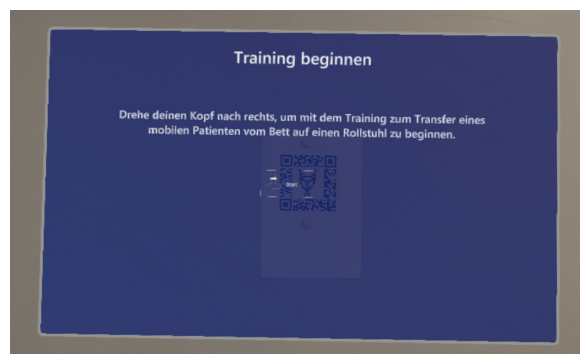 Training beginnen
Drehe deinen Kopf nach rechts, um mit dem Training zum Transfer eines
mobilen Patienten vom Bett auf einen Rollstuhl zu beginnen.
Start